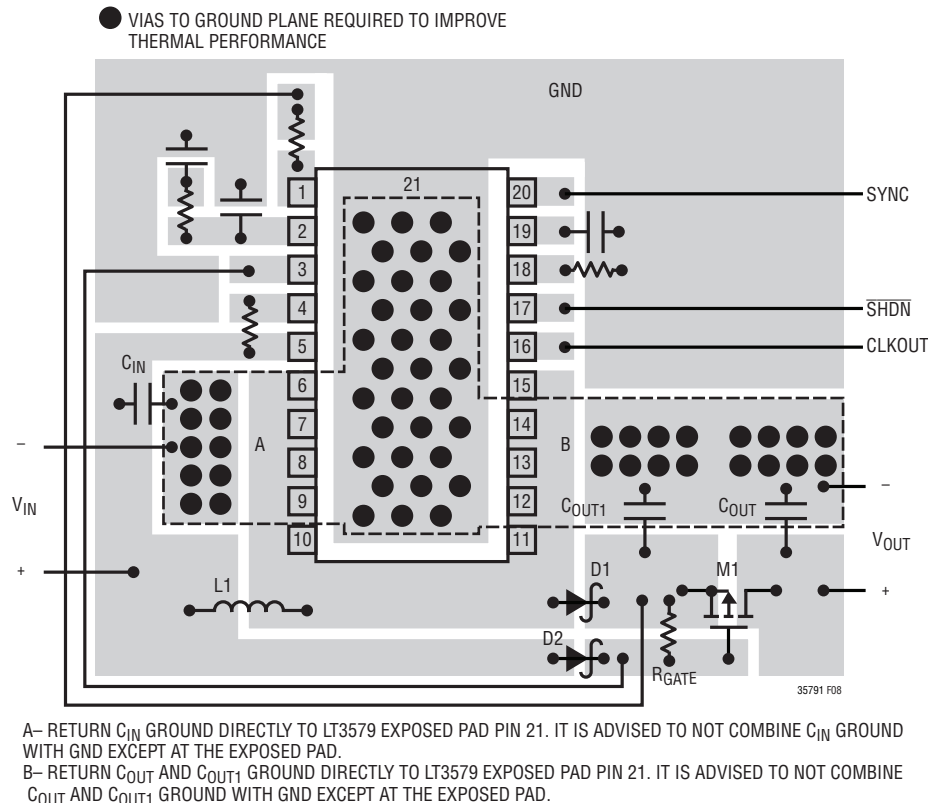 VIAS TO GROUND PLANE REQUIRED TO IMPROVE
THERMAL PERFORMANCE
GND
21
1
20
SYNC
2
19
3
18
4
17
SHDN
5
16
CLKOUT
CIN
6
15
A
7
14
B
–
8
13
VIN
9
12
COUT1
COUT
–
10
11
VOUT
+
L1
D1
M1
+
D2
RGATE
35791 F08
A– RETURN CIN GROUND DIRECTLY TO LT3579 EXPOSED PAD PIN 21. IT IS ADVISED TO NOT COMBINE CIN GROUND
WITH GND EXCEPT AT THE EXPOSED PAD.
B– RETURN COUT AND COUT1 GROUND DIRECTLY TO LT3579 EXPOSED PAD PIN 21. IT IS ADVISED TO NOT COMBINE
COUT AND COUT1 GROUND WITH GND EXCEPT AT THE EXPOSED PAD.